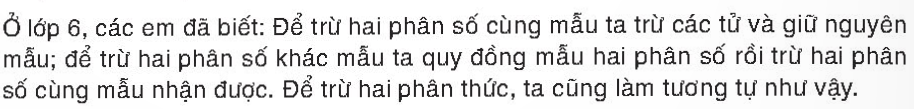 Ở lớp 6, các em đã biết: Để trừ hai phân số cùng mẫu ta trừ các tử và giữ nguyên
mẫu; để trừ hai phân số khác mẫu ta quy đồng mẫu hai phân số rồi trừ hai phân
số cùng mẫu nhận được. Để trừ hai phân thức, ta cũng làm tương tự như vậy.